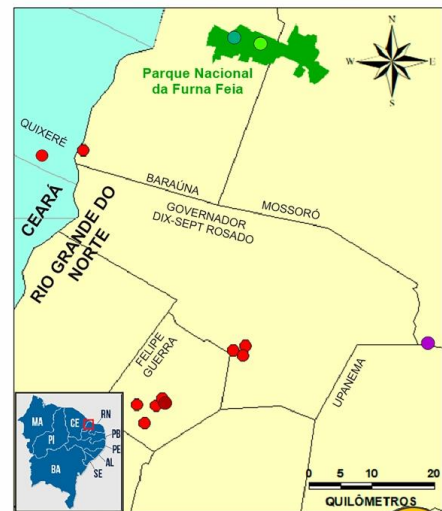 N
W
E
S
Parque Nacional
da Furna Feia
QUIXERÉ
BARAÚNA
MOSSORÓ
GOVERNADOR
DIX-SEPT ROSADO
CEARÁ
RIO GRANDE DO
NORTE
FELIPE
GUERRA
UPANEMA
MA
CE
RN
PI
PB
PE
AL
BA
SE
0
10
20
QUILÔMETROS